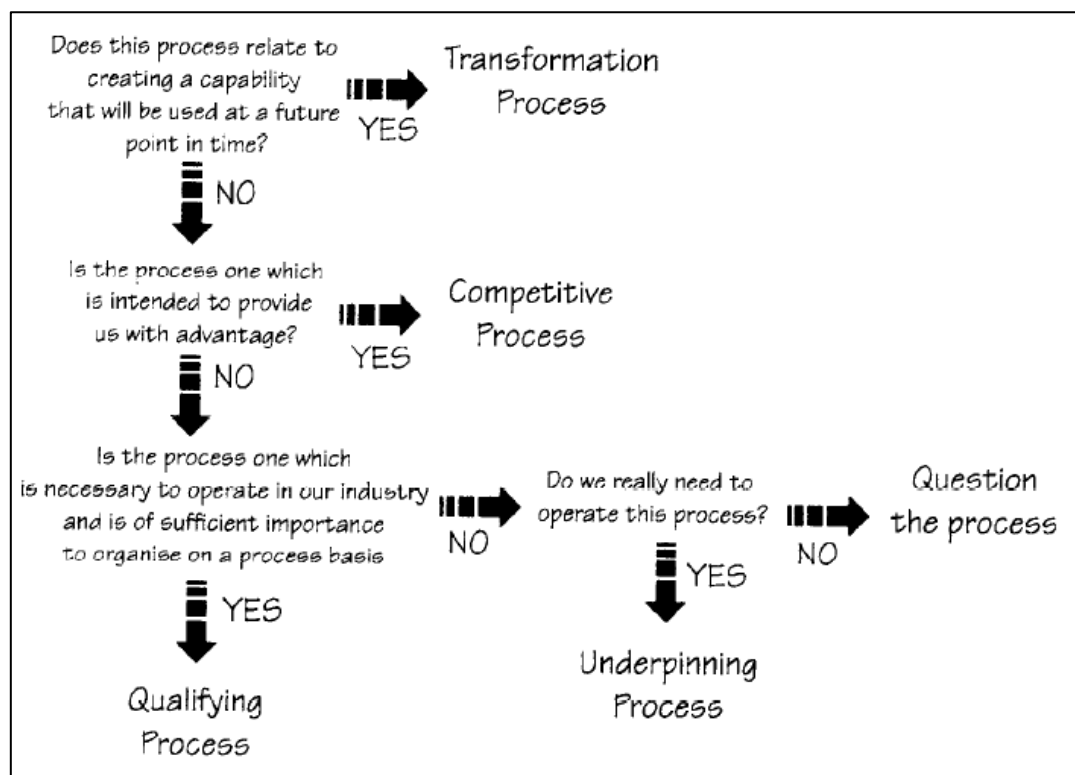 Does this process relate to
creating a capability
that will be used at a future
point in time?
YES
Transformation
Process
NO
Is the process one which
is intended to provide
us with advantage?
YES
Competitive
Process
NO
Is the process one which
is necessary to operate in our industry
and is of sufficient importance
to organise on a process basis
NO
Do we really need to
operate this process?
NO
Question
the process
YES
Qualifying
Process
YES
Underpinning
Process